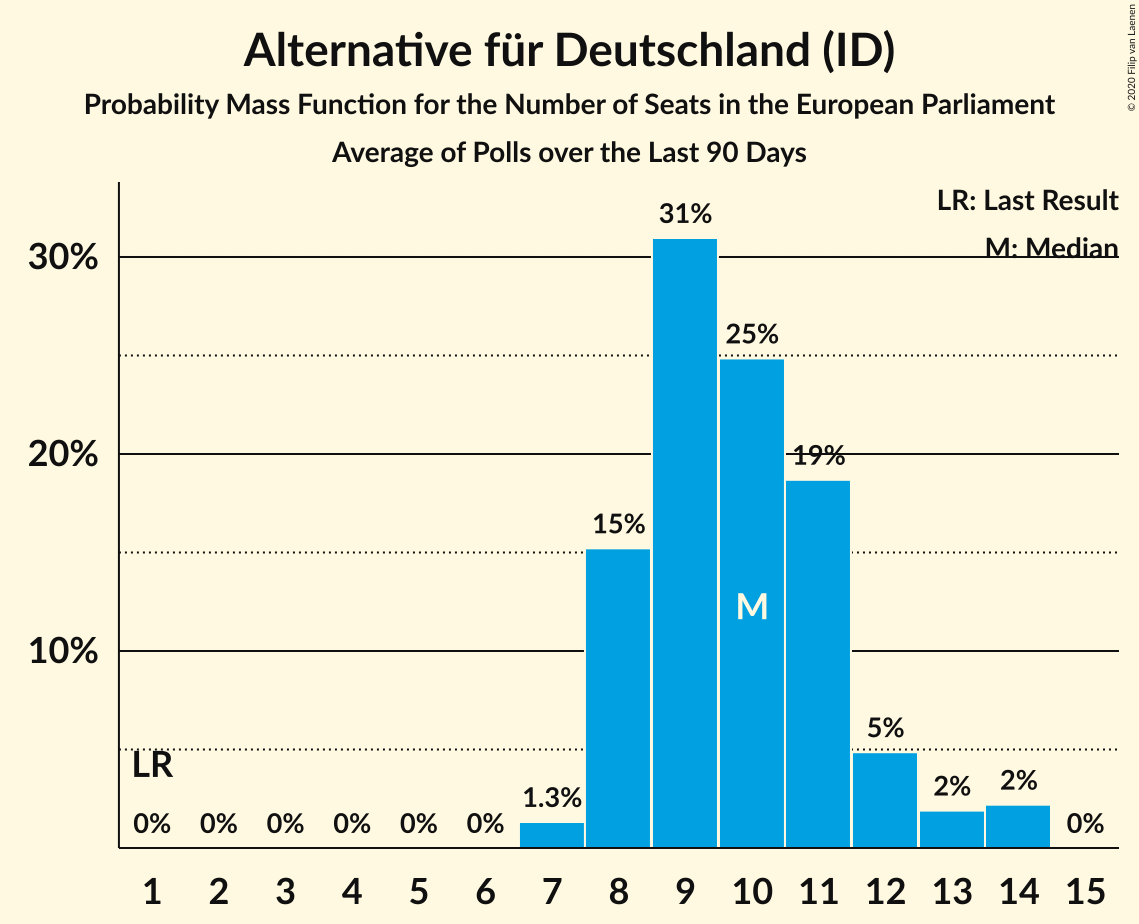 Alternative für Deutschland (ID)
Probability Mass Function for the Number of Seats in the European Parliament
Average of Polls over the Last 90 Days
© 2020 Filip van Laenen
LR: Last Result
M: Median
30%
20%
10%
31%
25%
19%
15%
M
5%
LR
2%
2%
1.3%
0% 0% 0% 0% 0% 0% 0%
1 2 3 4 5 6 7 8 9 10 11 12 13 14 15